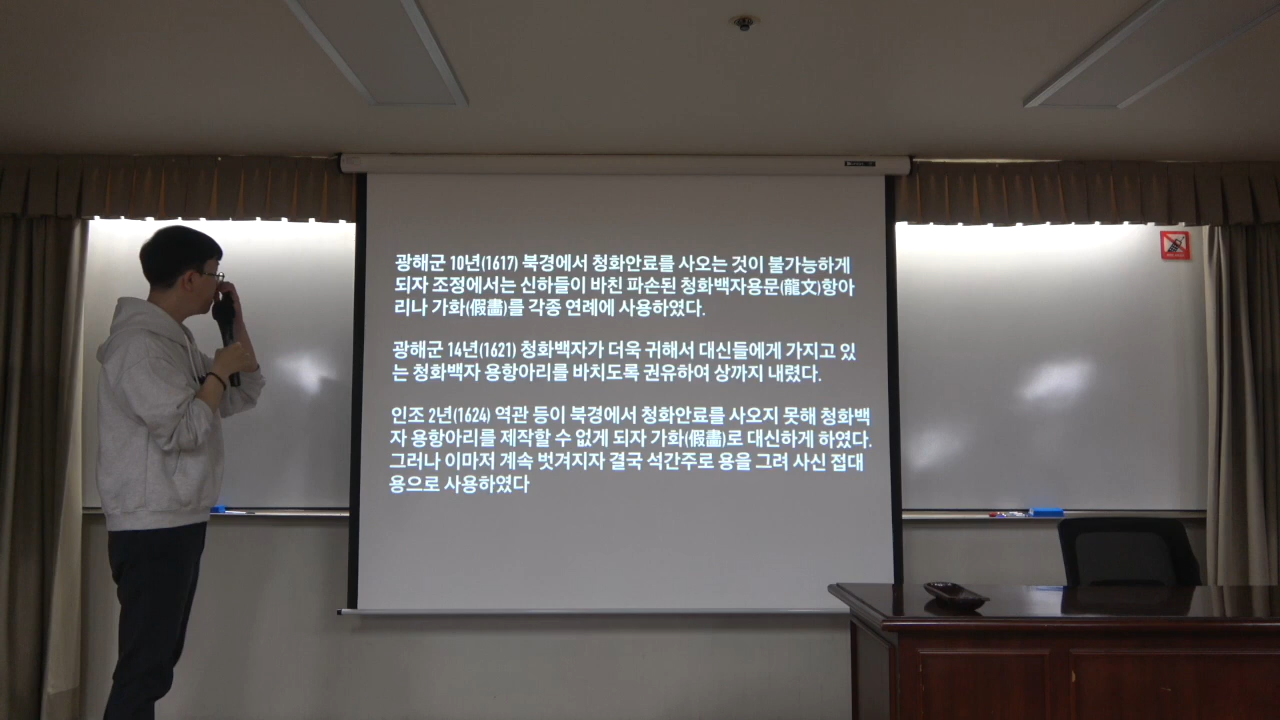 광해군 10년(1617) 북경에서 청화안료를 사오는 것이 불가능하게
되자 조정에서는 신하들이 바친 파손된 청화백자용문(龍文)항아
리나 가화(假畵)를 각종 연례에 사용하였다.
광해군 14년(1621) 청화백자가 더욱 귀해서 대신들에게 가지고 있
는 청화백자 용항아리를 바치도록 권유하여 상까지 내렸다.
인조 2년(1624) 역관 등이 북경에서 청화안료를 사오지 못해 청화백
자 용항아리를 제작할 수 없게 되자 가화(假畵)로 대신하게 하였다.
그러나 이마저 계속 벗겨지자 결국 석간주로 용을 그려 사신 접대
용으로 사용하였다